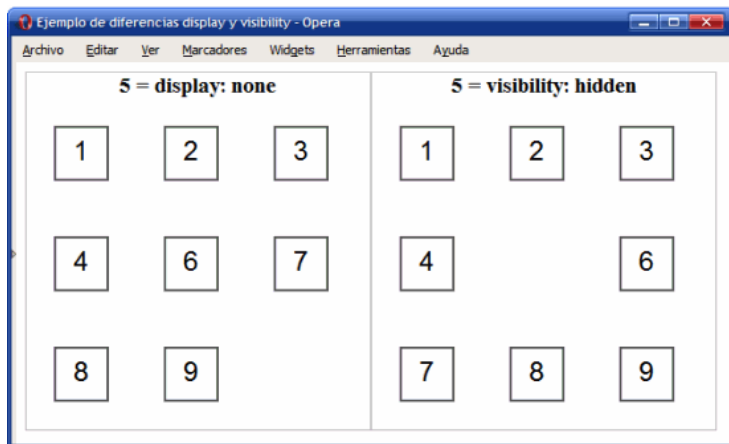 Ejemplo de diferencias display y visibility - Opera
Archivo Editar Ver Marcadores Widgets Herramientas Ayuda
5 = display: none
1 2 3
4 6 7
8 9
5 = visibility: hidden
1 2 3
4 6
7 8 9